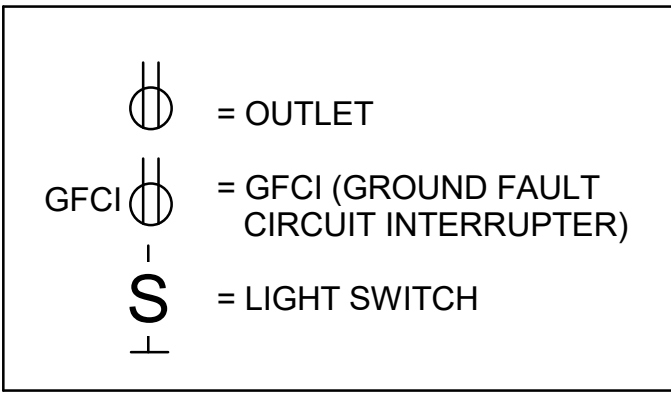 = OUTLET
GFCI = GFCI (GROUND FAULT
CIRCUIT INTERRUPTER)
S = LIGHT SWITCH